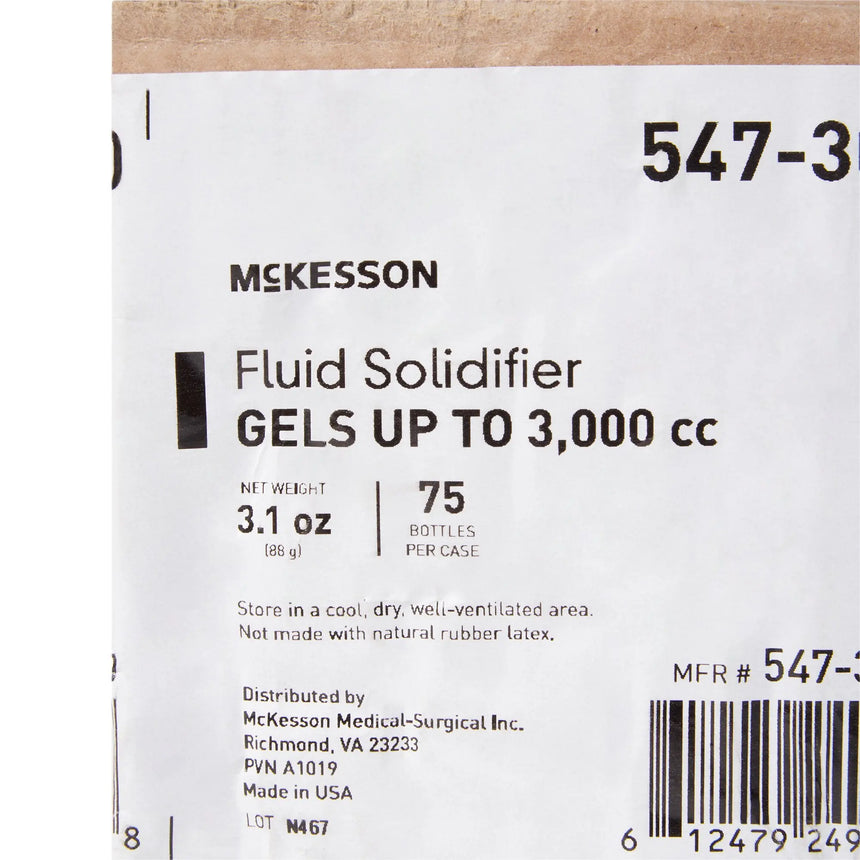 547-3
McKESSON
Fluid Solidifier
GELS UP TO 3,000 cc
NET WEIGHT
3.1 oz
(88 g)
75
BOTTLES
PER CASE
Store in a cool, dry, well-ventilated area.
Not made with natural rubber latex.
MFR # 547-3
Distributed by
McKesson Medical-Surgical Inc.
Richmond, VA 23233
PVN A1019
Made in USA
LOT N467
8
6 12479 249